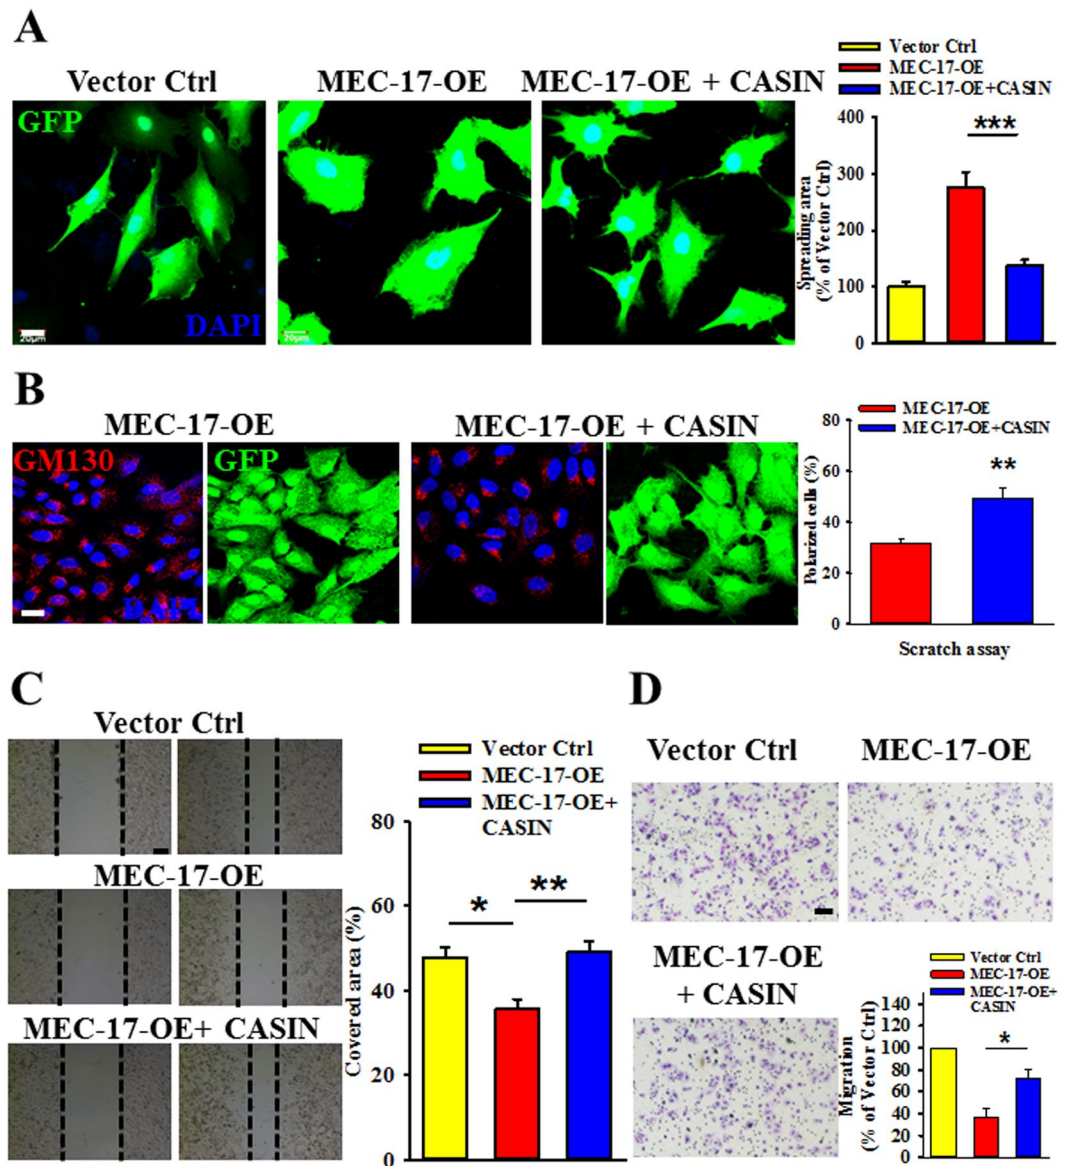 A
Vector Ctrl
MEC-17-OE
MEC-17-OE + CASIN
GFP
DAPI
20µm
20µm
Vector Ctrl
MEC-17-OE
MEC-17-OE+CASIN
***
400
300
200
100
0
Spreading area
(% of Vector Ctrl)
B
MEC-17-OE
MEC-17-OE + CASIN
GM130
GFP
DAPI
MEC-17-OE
MEC-17-OE+CASIN
**
80
60
40
20
0
Polarized cells (%)
Scratch assay
C
Vector Ctrl
MEC-17-OE
MEC-17-OE+ CASIN
Vector Ctrl
MEC-17-OE
MEC-17-OE+
CASIN
*
**
80
60
40
20
0
Covered area (%)
D
Vector Ctrl
MEC-17-OE
MEC-17-OE
+ CASIN
Vector Ctrl
MEC-17-OE
MEC-17-OE+
CASIN
*
140
120
100
80
60
40
20
0
Migration
(% of Vector Ctrl)